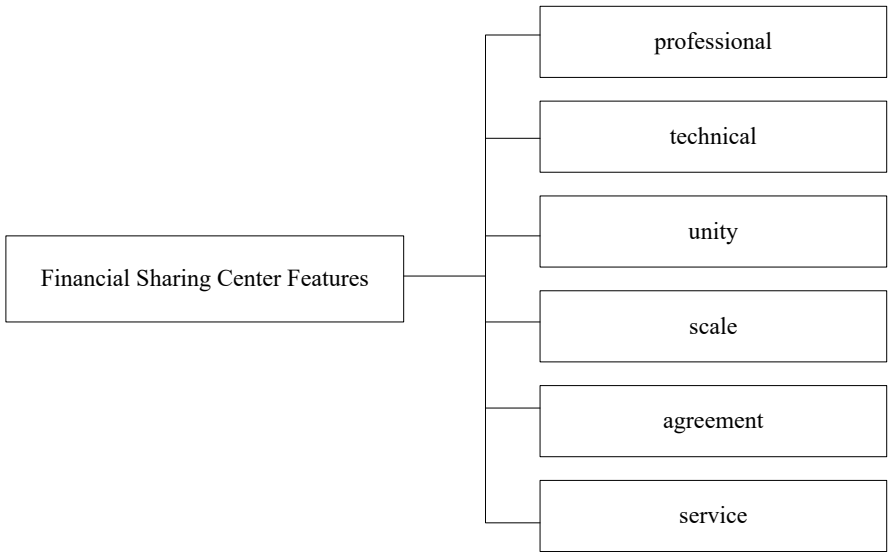 Financial Sharing Center Features
professional
technical
unity
scale
agreement
service